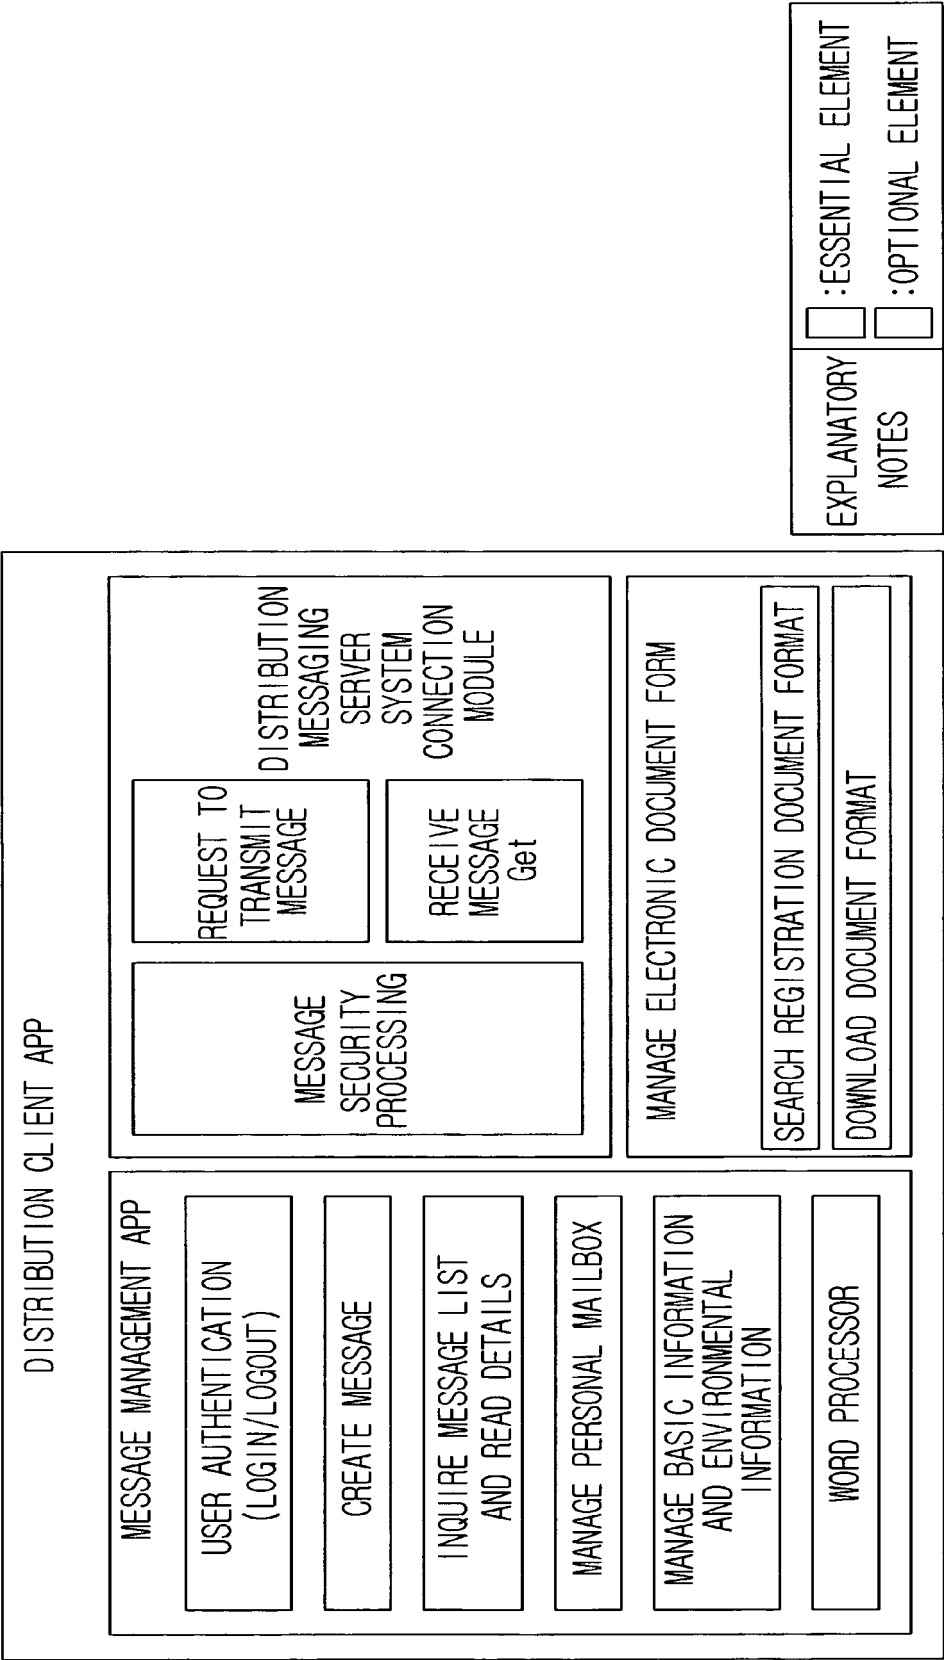 DISTRIBUTION CLIENT APP
MESSAGE MANAGEMENT APP
USER AUTHENTICATION
(LOGIN/LOGOUT)
CREATE MESSAGE
INQUIRE MESSAGE LIST
AND READ DETAILS
MANAGE PERSONAL MAILBOX
MANAGE BASIC INFORMATION
AND ENVIRONMENTAL
INFORMATION
WORD PROCESSOR
MESSAGE
SECURITY
PROCESSING
REQUEST TO
TRANSMIT
MESSAGE
RECEIVE
MESSAGE
Get
DISTRIBUTION
MESSAGING
SERVER
SYSTEM
CONNECTION
MODULE
MANAGE ELECTRONIC DOCUMENT FORM
SEARCH REGISTRATION DOCUMENT FORMAT
DOWNLOAD DOCUMENT FORMAT
EXPLANATORY
NOTES
:ESSENTIAL ELEMENT
:OPTIONAL ELEMENT